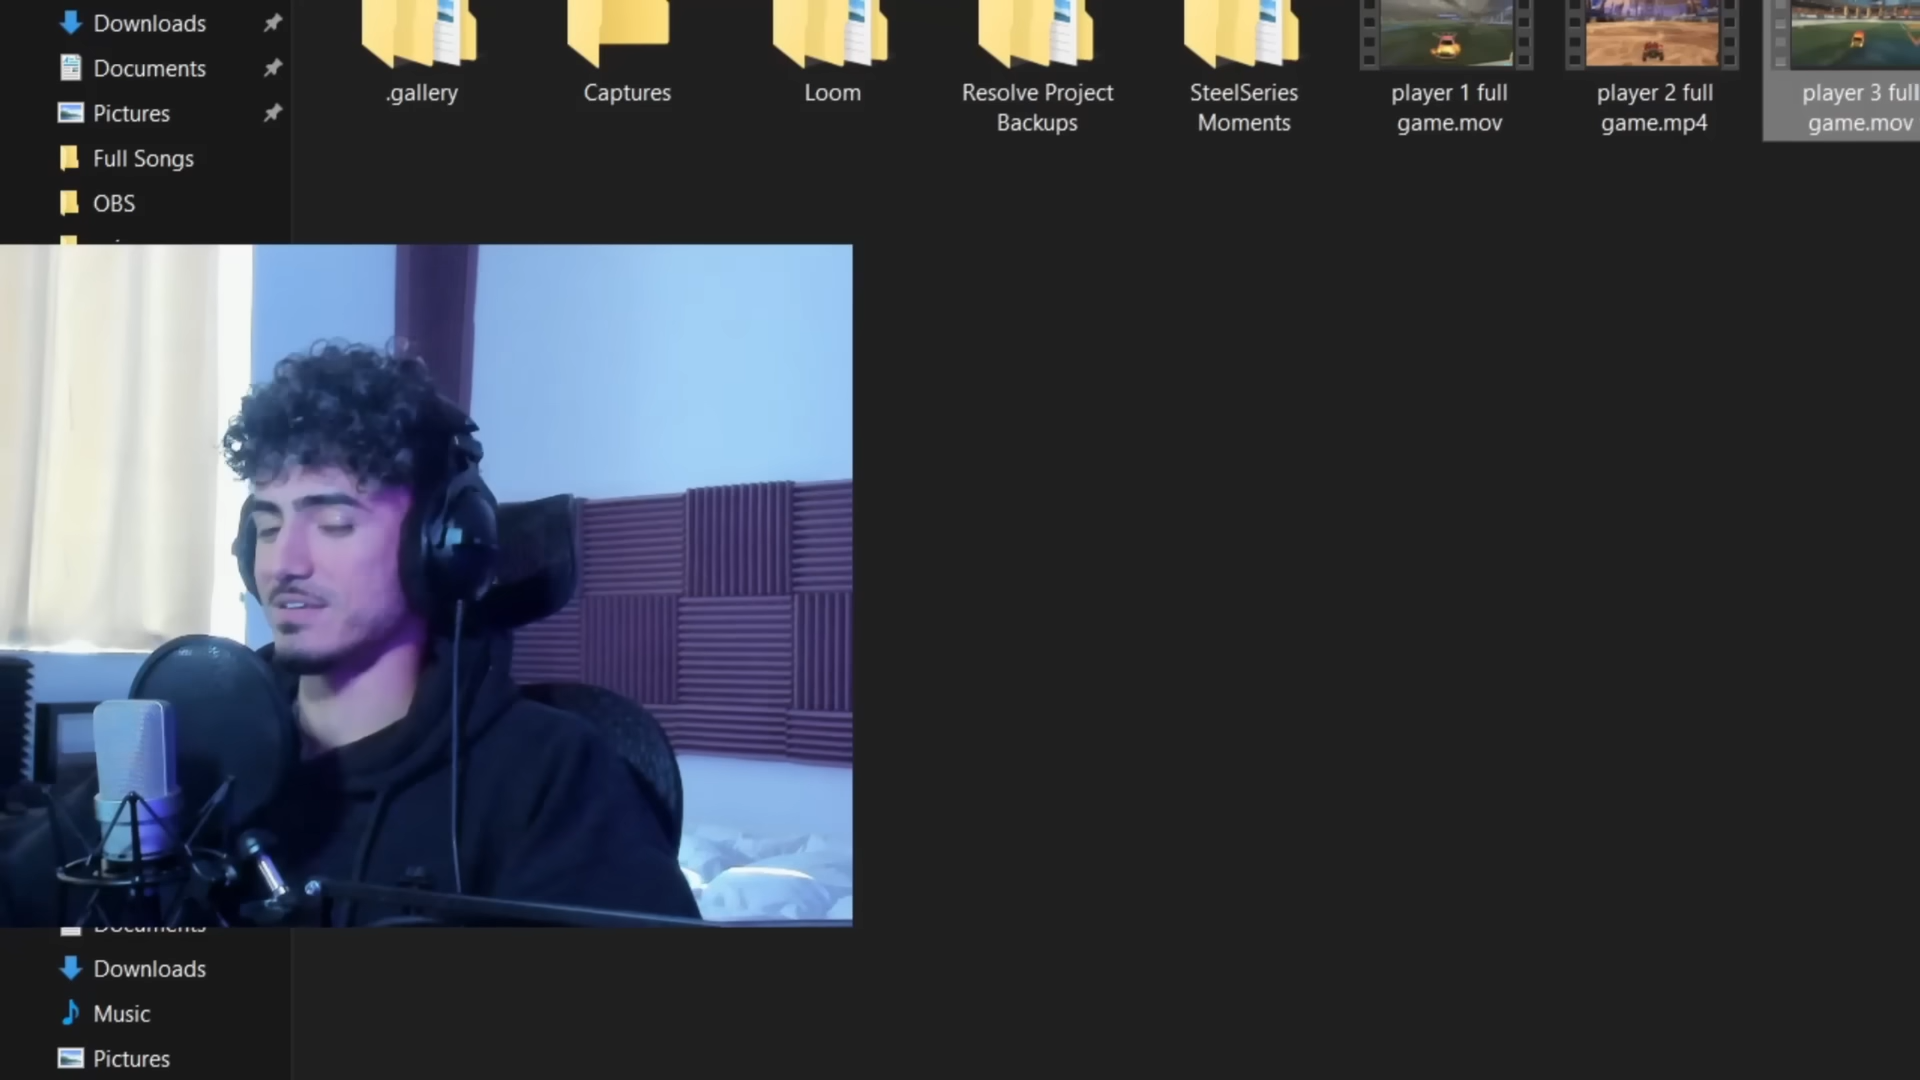 Downloads
Documents
Pictures
Full Songs
OBS
.gallery
Captures
Loom
Resolve Project
Backups
SteelSeries
Moments
player 1 full
game.mov
player 2 full
game.mp4
player 3 full
game.mov
Documents
Downloads
Music
Pictures